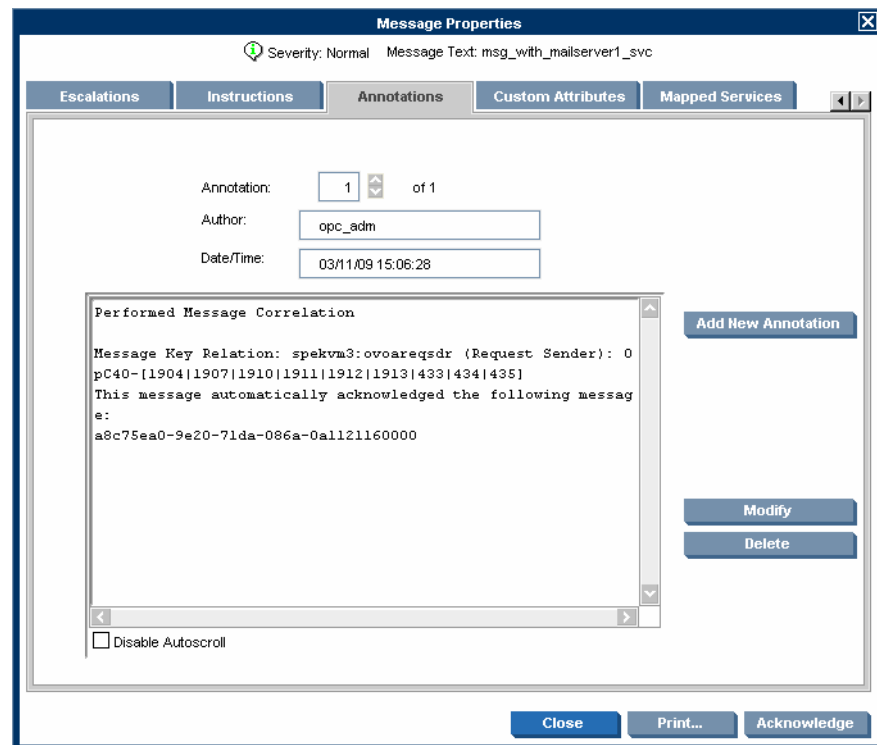 Message Properties
Severity: Normal Message Text: msg_with_mailserver1_svc
Escalations Instructions Annotations Custom Attributes Mapped Services
Annotation: 1 of 1
Author: opc_adm
Date/Time: 03/11/09 15:06:28
Performed Message Correlation
Message Key Relation: spekvm3:ovoareqsdr (Request Sender): O
pC40-[1904|1907|1910|1911|1912|1913|433|434|435]
This message automatically acknowledged the following messag
e:
a8c75ea0-9e20-71da-086a-0a1121160000
Add New Annotation
Modify
Delete
Disable Autoscroll
Close Print... Acknowledge